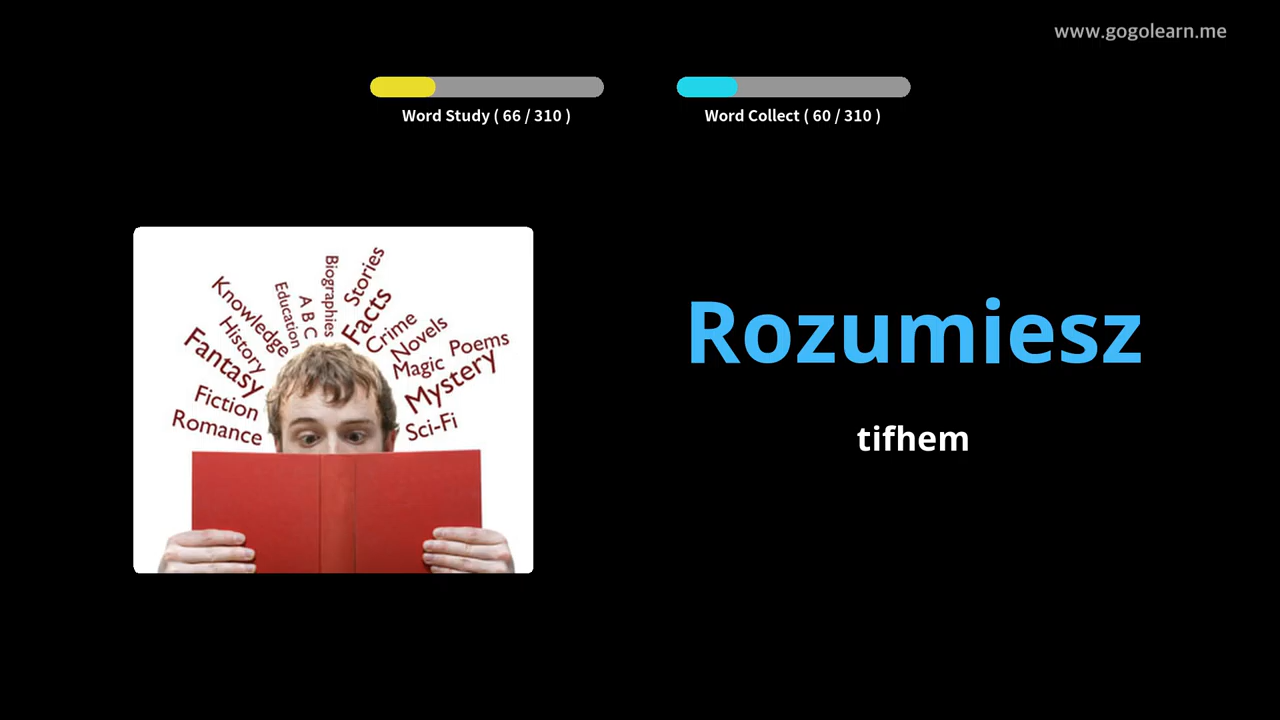 www.gogolearn.me
Word Study ( 66 / 310 )
Word Collect ( 60 / 310 )
Stories
Biographies
Facts
A B C
Education
Knowledge
Crime
Novels
History
Poems
Fantasy
Magic
Mystery
Fiction
Romance
Sci-Fi
Rozumiesz
tifhem